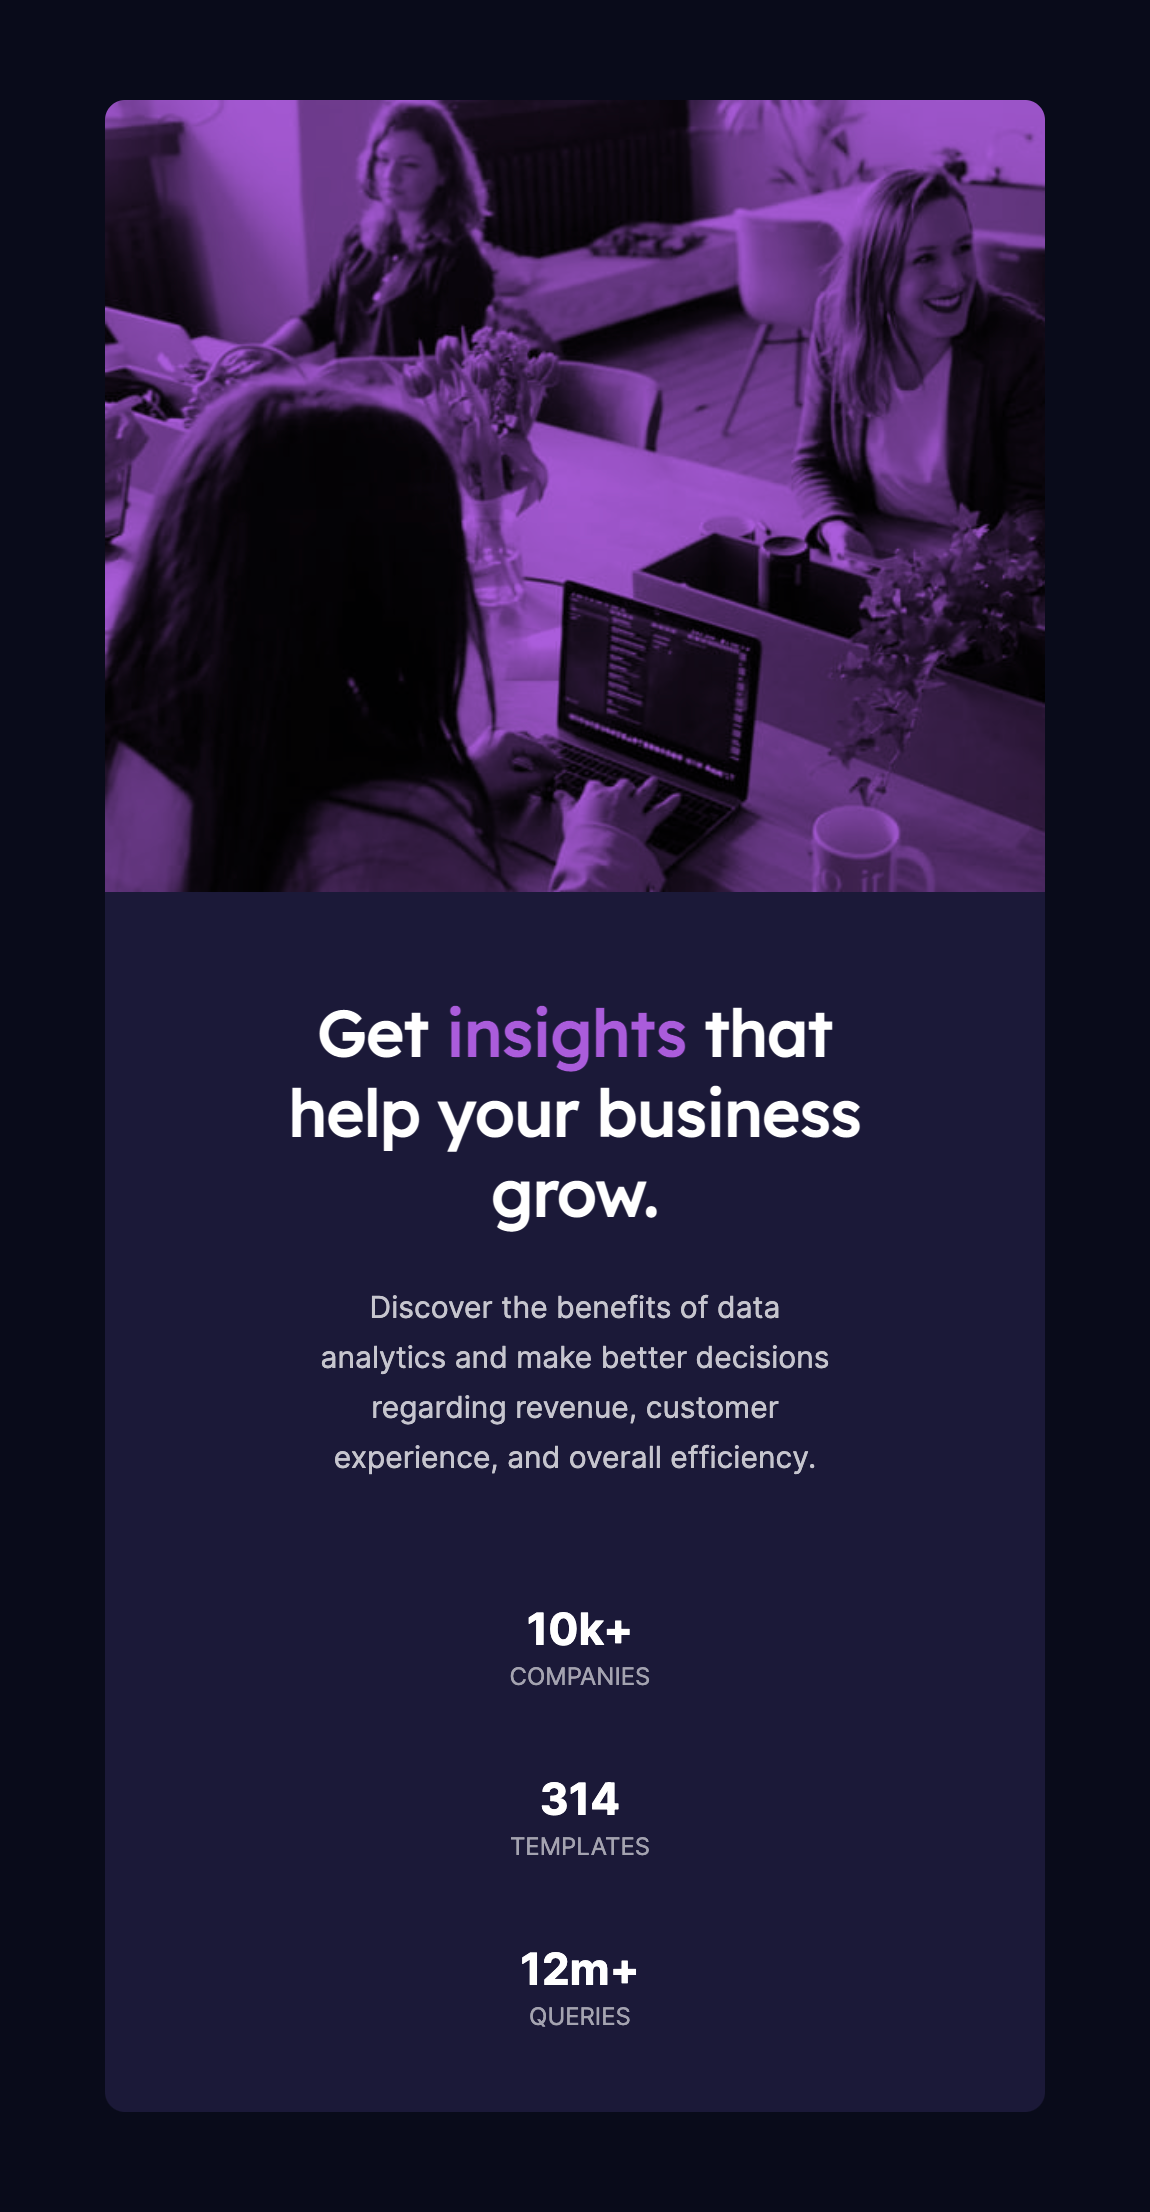 Get insights that
help your business
grow.
Discover the benefits of data
analytics and make better decisions
regarding revenue, customer
experience, and overall efficiency.
10k+
COMPANIES
314
TEMPLATES
12m+
QUERIES